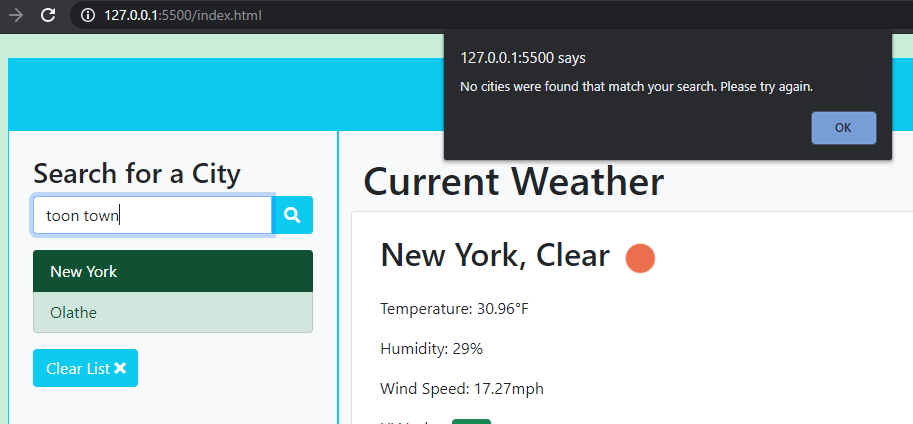 127.0.0.1:5500/index.html
127.0.0.1:5500 says
No cities were found that match your search. Please try again.
OK
Search for a City
toon town
New York
Olathe
Clear List
Current Weather
New York, Clear
Temperature: 30.96°F
Humidity: 29%
Wind Speed: 17.27mph